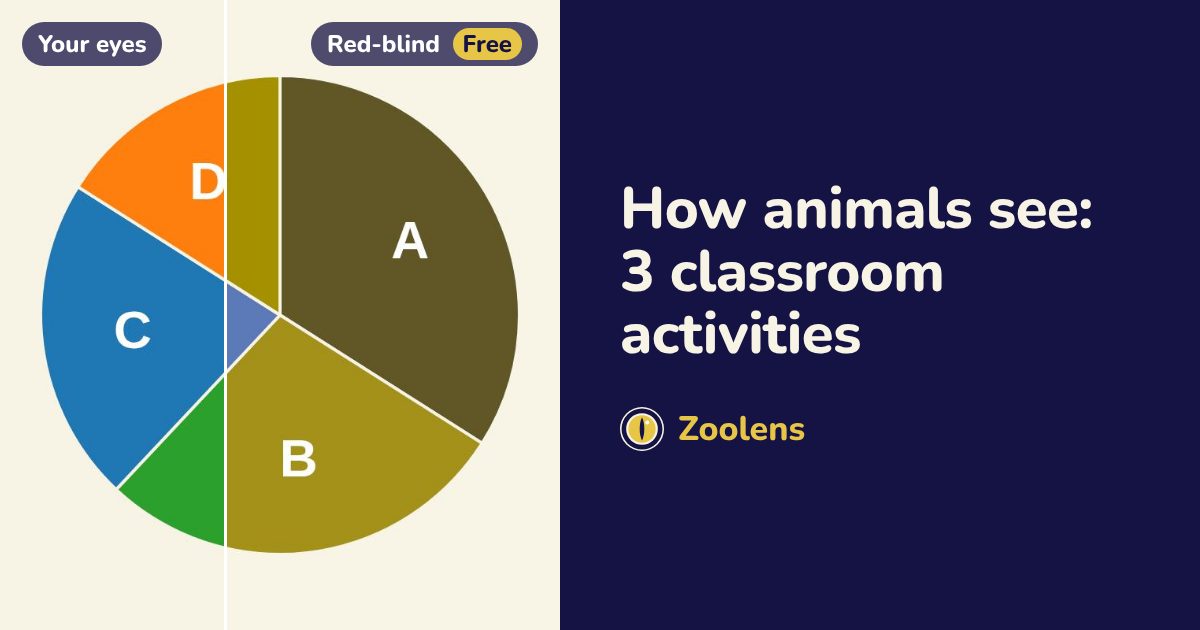 Your eyes
Red-blind Free
D
A
C
B
How animals see:
3 classroom
activities
Zoolens